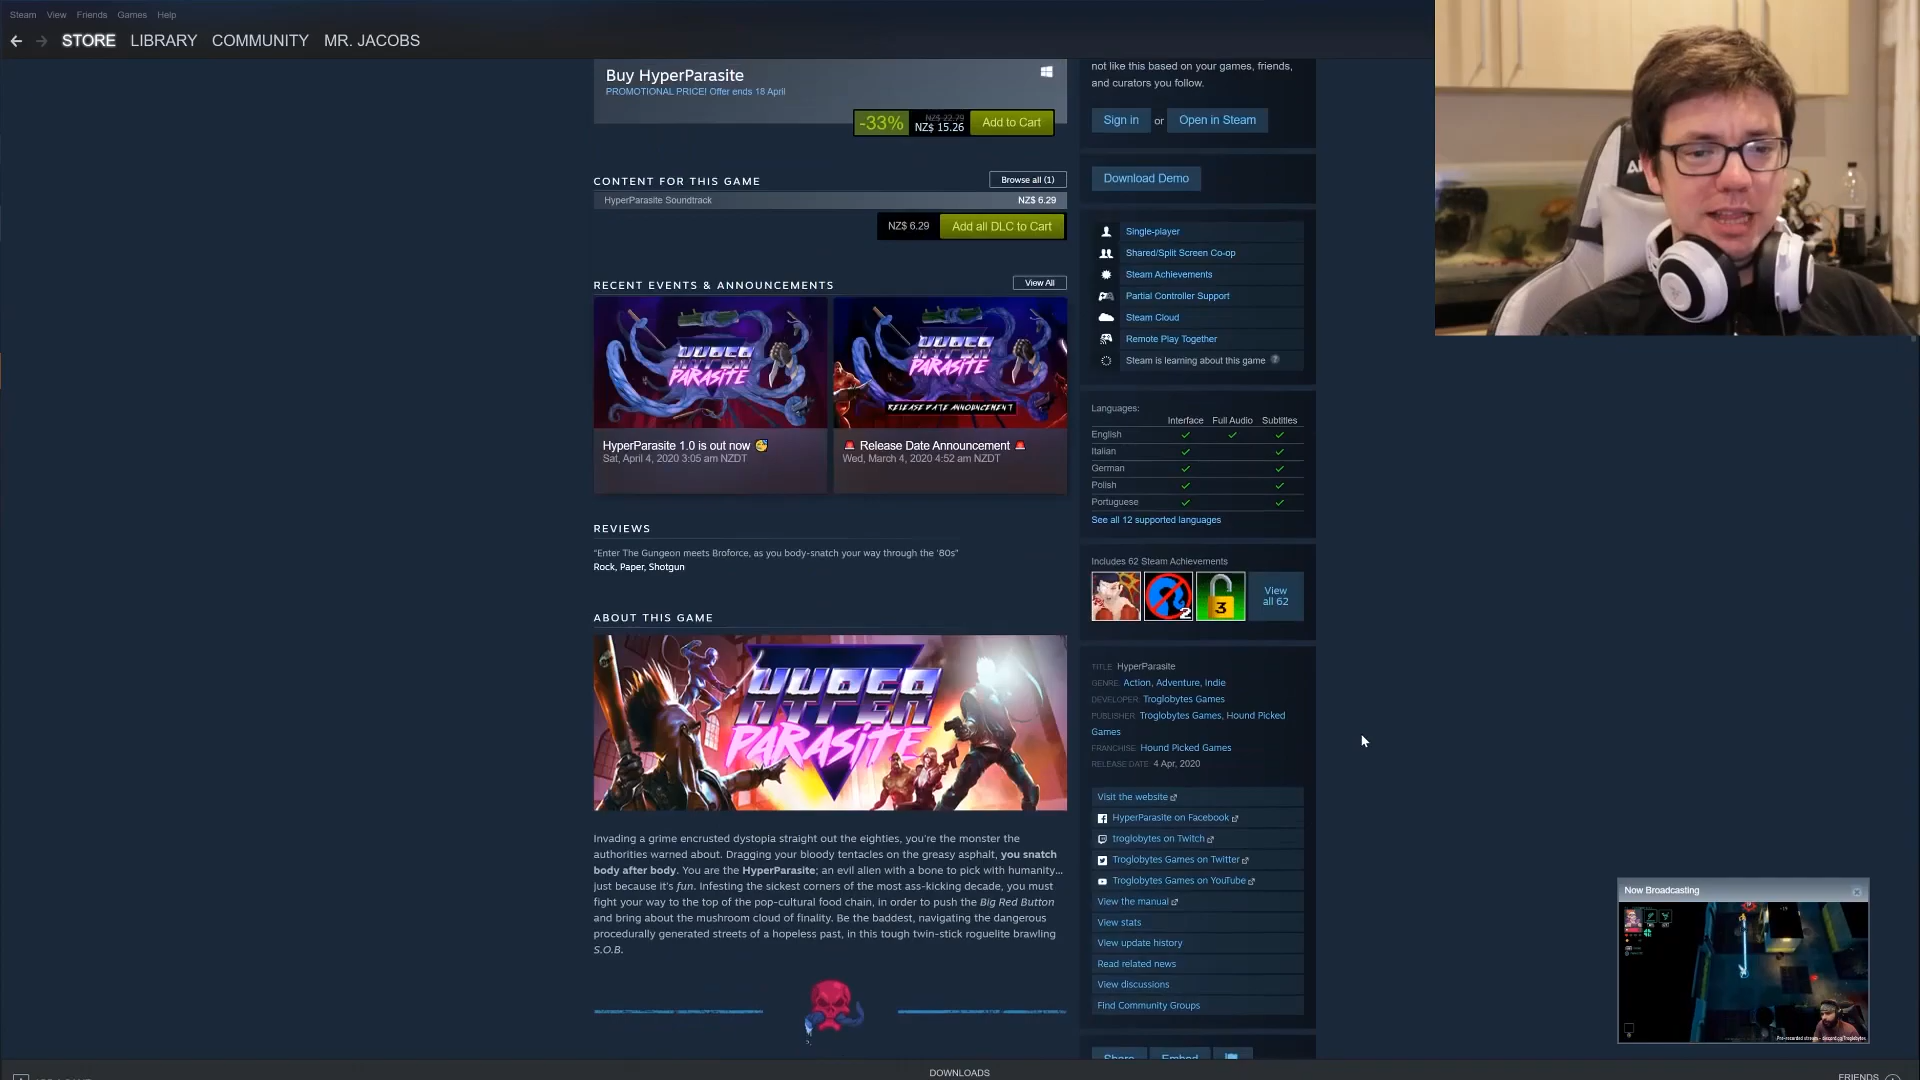 Steam View Friends Games Help
STORE LIBRARY COMMUNITY MR. JACOBS
Buy HyperParasite
PROMOTIONAL PRICE! Offer ends 18 April
-33% NZ$ 22.79 NZ$ 15.26 Add to Cart
CONTENT FOR THIS GAME Browse all (1)
HyperParasite Soundtrack NZ$ 6.29
NZ$ 6.29 Add all DLC to Cart
RECENT EVENTS & ANNOUNCEMENTS View All
HYPER PARASITE
HYPER PARASITE
RELEASE DATE ANNOUNCEMENT
HyperParasite 1.0 is out now
Sat, April 4, 2020 3:05 am NZDT
Release Date Announcement
Wed, March 4, 2020 4:52 am NZDT
REVIEWS
"Enter The Gungeon meets Broforce, as you body-snatch your way through the '80s"
Rock, Paper, Shotgun
ABOUT THIS GAME
HYPER
PARASITE
Invading a grime encrusted dystopia straight out the eighties, you're the monster the
authorities warned about. Dragging your bloody tentacles on the greasy asphalt, you snatch
body after body. You are the HyperParasite; an evil alien with a bone to pick with humanity...
just because it's fun. Infesting the sickest corners of the most ass-kicking decade, you must
fight your way to the top of the pop-cultural food chain, in order to push the Big Red Button
and bring about the mushroom cloud of finality. Be the baddest, navigating the dangerous
procedurally generated streets of a hopeless past, in this tough twin-stick roguelite brawling
S.O.B.
not like this based on your games, friends,
and curators you follow.
Sign in or Open in Steam
Download Demo
Single-player
Shared/Split Screen Co-op
Steam Achievements
Partial Controller Support
Steam Cloud
Remote Play Together
Steam is learning about this game ?
Languages:
Interface Full Audio Subtitles
English
Italian
German
Polish
Portuguese
See all 12 supported languages
Includes 62 Steam Achievements
2
3
View
all 62
TITLE: HyperParasite
GENRE: Action, Adventure, Indie
DEVELOPER: Troglobytes Games
PUBLISHER: Troglobytes Games, Hound Picked
Games
FRANCHISE: Hound Picked Games
RELEASE DATE: 4 Apr, 2020
Visit the website
HyperParasite on Facebook
troglobytes on Twitch
Troglobytes Games on Twitter
Troglobytes Games on YouTube
View the manual
View stats
View update history
Read related news
View discussions
Find Community Groups
Share Embed
Now Broadcasting
DOWNLOADS
FRIENDS